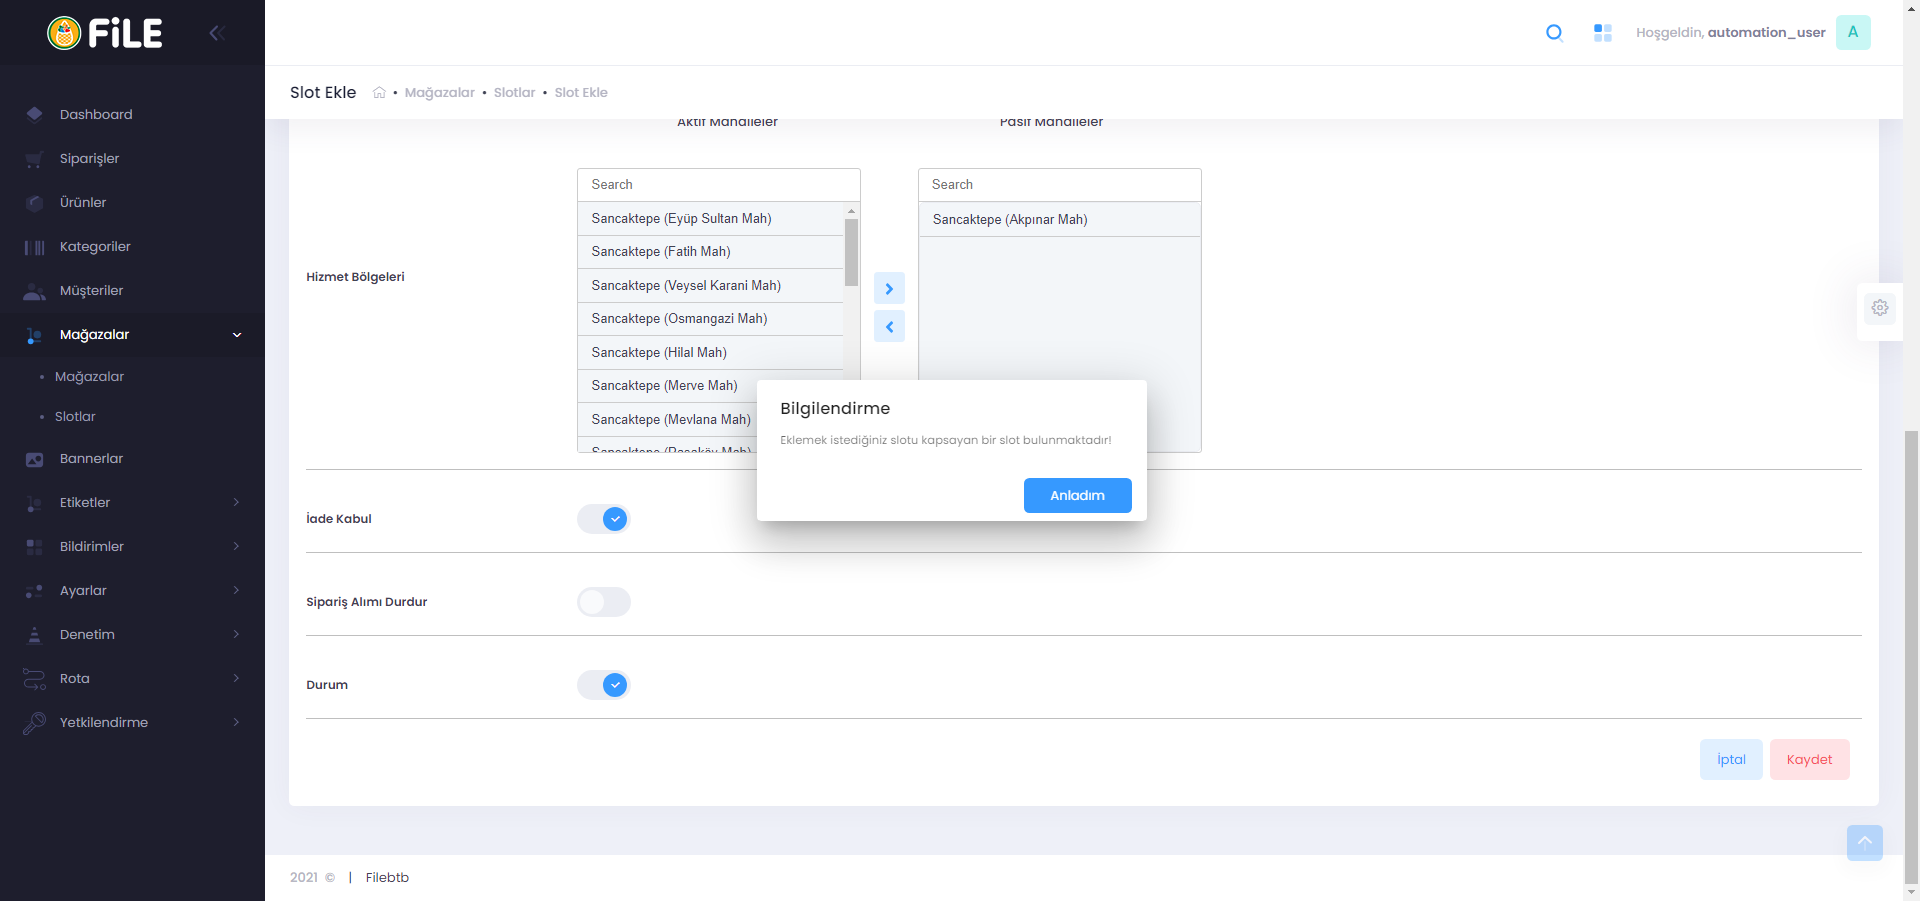 FiLE
Hoşgeldin, automation_user
A
Slot Ekle • Mağazalar • Slotlar • Slot Ekle
Dashboard
Siparişler
Ürünler
Kategoriler
Müşteriler
Mağazalar
• Mağazalar
• Slotlar
Bannerlar
Etiketler
Bildirimler
Ayarlar
Denetim
Rota
Yetkilendirme
Aktif Mahalleler
Pasif Mahalleler
Hizmet Bölgeleri
Search
Sancaktepe (Eyüp Sultan Mah)
Sancaktepe (Fatih Mah)
Sancaktepe (Veysel Karani Mah)
Sancaktepe (Osmangazi Mah)
Sancaktepe (Hilal Mah)
Sancaktepe (Merve Mah)
Sancaktepe (Mevlana Mah)
Sancaktepe (Paşaköy Mah)
Search
Sancaktepe (Akpınar Mah)
Bilgilendirme
Eklemek istediğiniz slotu kapsayan bir slot bulunmaktadır!
Anladım
İade Kabul
Sipariş Alımı Durdur
Durum
İptal
Kaydet
2021 © | Filebtb